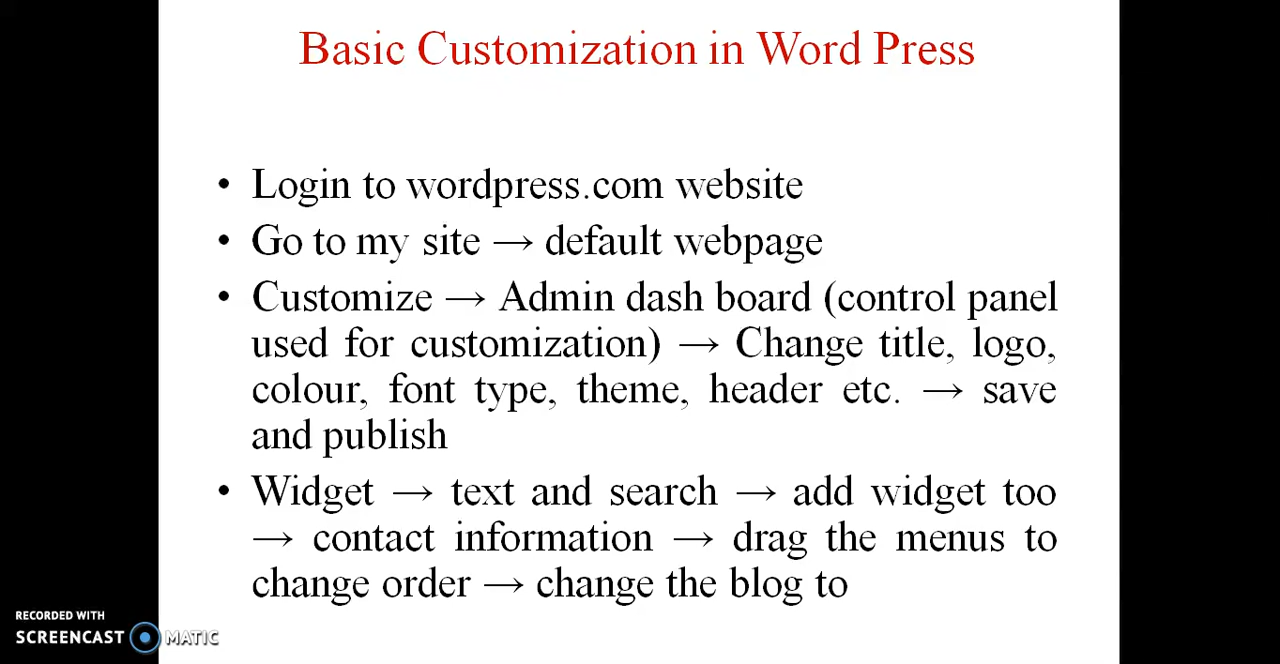 Basic Customization in Word Press
• Login to wordpress.com website
• Go to my site → default webpage
• Customize → Admin dash board (control panel
used for customization) → Change title, logo,
colour, font type, theme, header etc. → save
and publish
• Widget → text and search → add widget too
→ contact information → drag the menus to
change order → change the blog to
RECORDED WITH
SCREENCAST MATIC